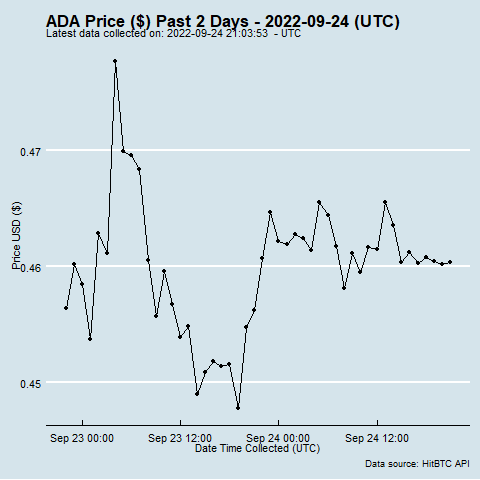 ADA Price ($) Past 2 Days - 2022-09-24 (UTC)
Latest data collected on: 2022-09-24 21:03:53 - UTC
Price USD ($)
0.47
0.46
0.45
Sep 23 00:00
Sep 23 12:00
Sep 24 00:00
Sep 24 12:00
Date Time Collected (UTC)
Data source: HitBTC API